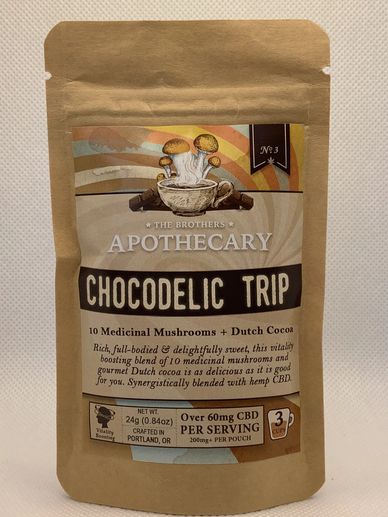 Nº 3
THE BROTHERS
APOTHECARY
CHOCODELIC TRIP
10 Medicinal Mushrooms + Dutch Cocoa
Rich, full-bodied & delightfully sweet, this vitality
boosting blend of 10 medicinal mushrooms and
gourmet Dutch cocoa is as delicious as it is good
for you. Synergistically blended with hemp CBD.
Vitality
Boosting
NET WT.
24g (0.84oz)
CRAFTED IN
PORTLAND, OR
Over 60mg CBD
PER SERVING
200mg+ PER POUCH
3
CUPS